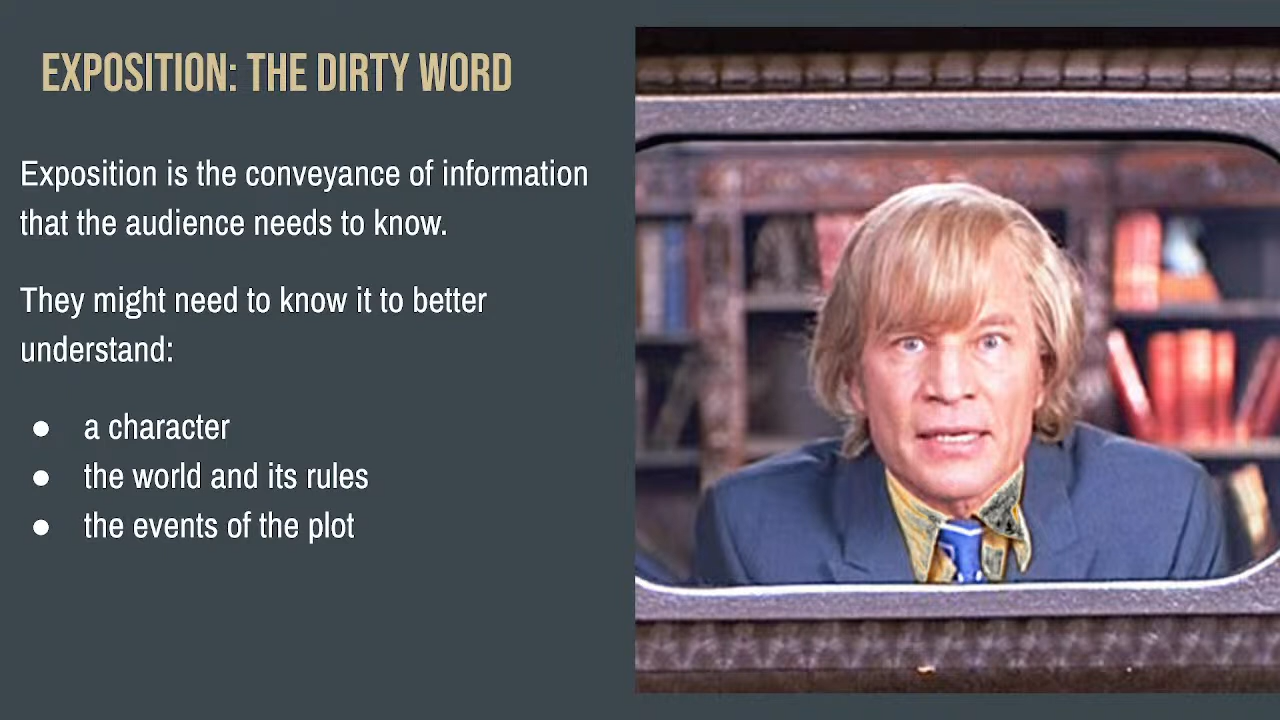 EXPOSITION: THE DIRTY WORD
Exposition is the conveyance of information
that the audience needs to know.
They might need to know it to better
understand:
● a character
● the world and its rules
● the events of the plot